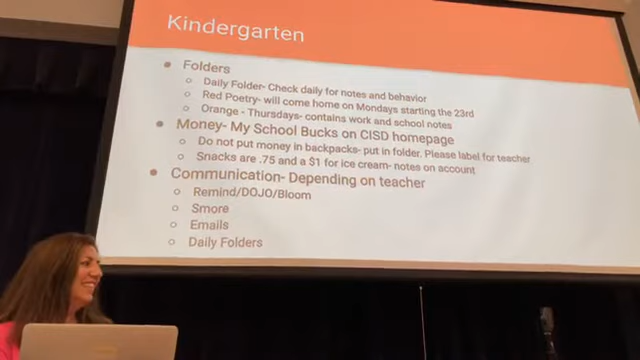 Kindergarten
● Folders
○ Daily Folder- Check daily for notes and behavior
○ Red Poetry- will come home on Mondays starting the 23rd
○ Orange - Thursdays- contains work and school notes
● Money- My School Bucks on CISD homepage
○ Do not put money in backpacks- put in folder. Please label for teacher
○ Snacks are .75 and a $1 for ice cream- notes on account
● Communication- Depending on teacher
○ Remind/DOJO/Bloom
○ Smore
○ Emails
○ Daily Folders